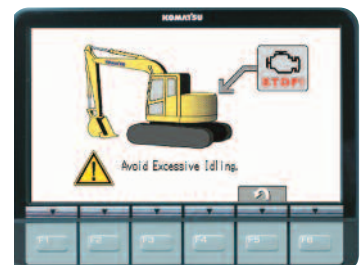 KOMATSU
STOP!
Avoid Excessive Idling.
F1 F2 F3 F4 F5 F6